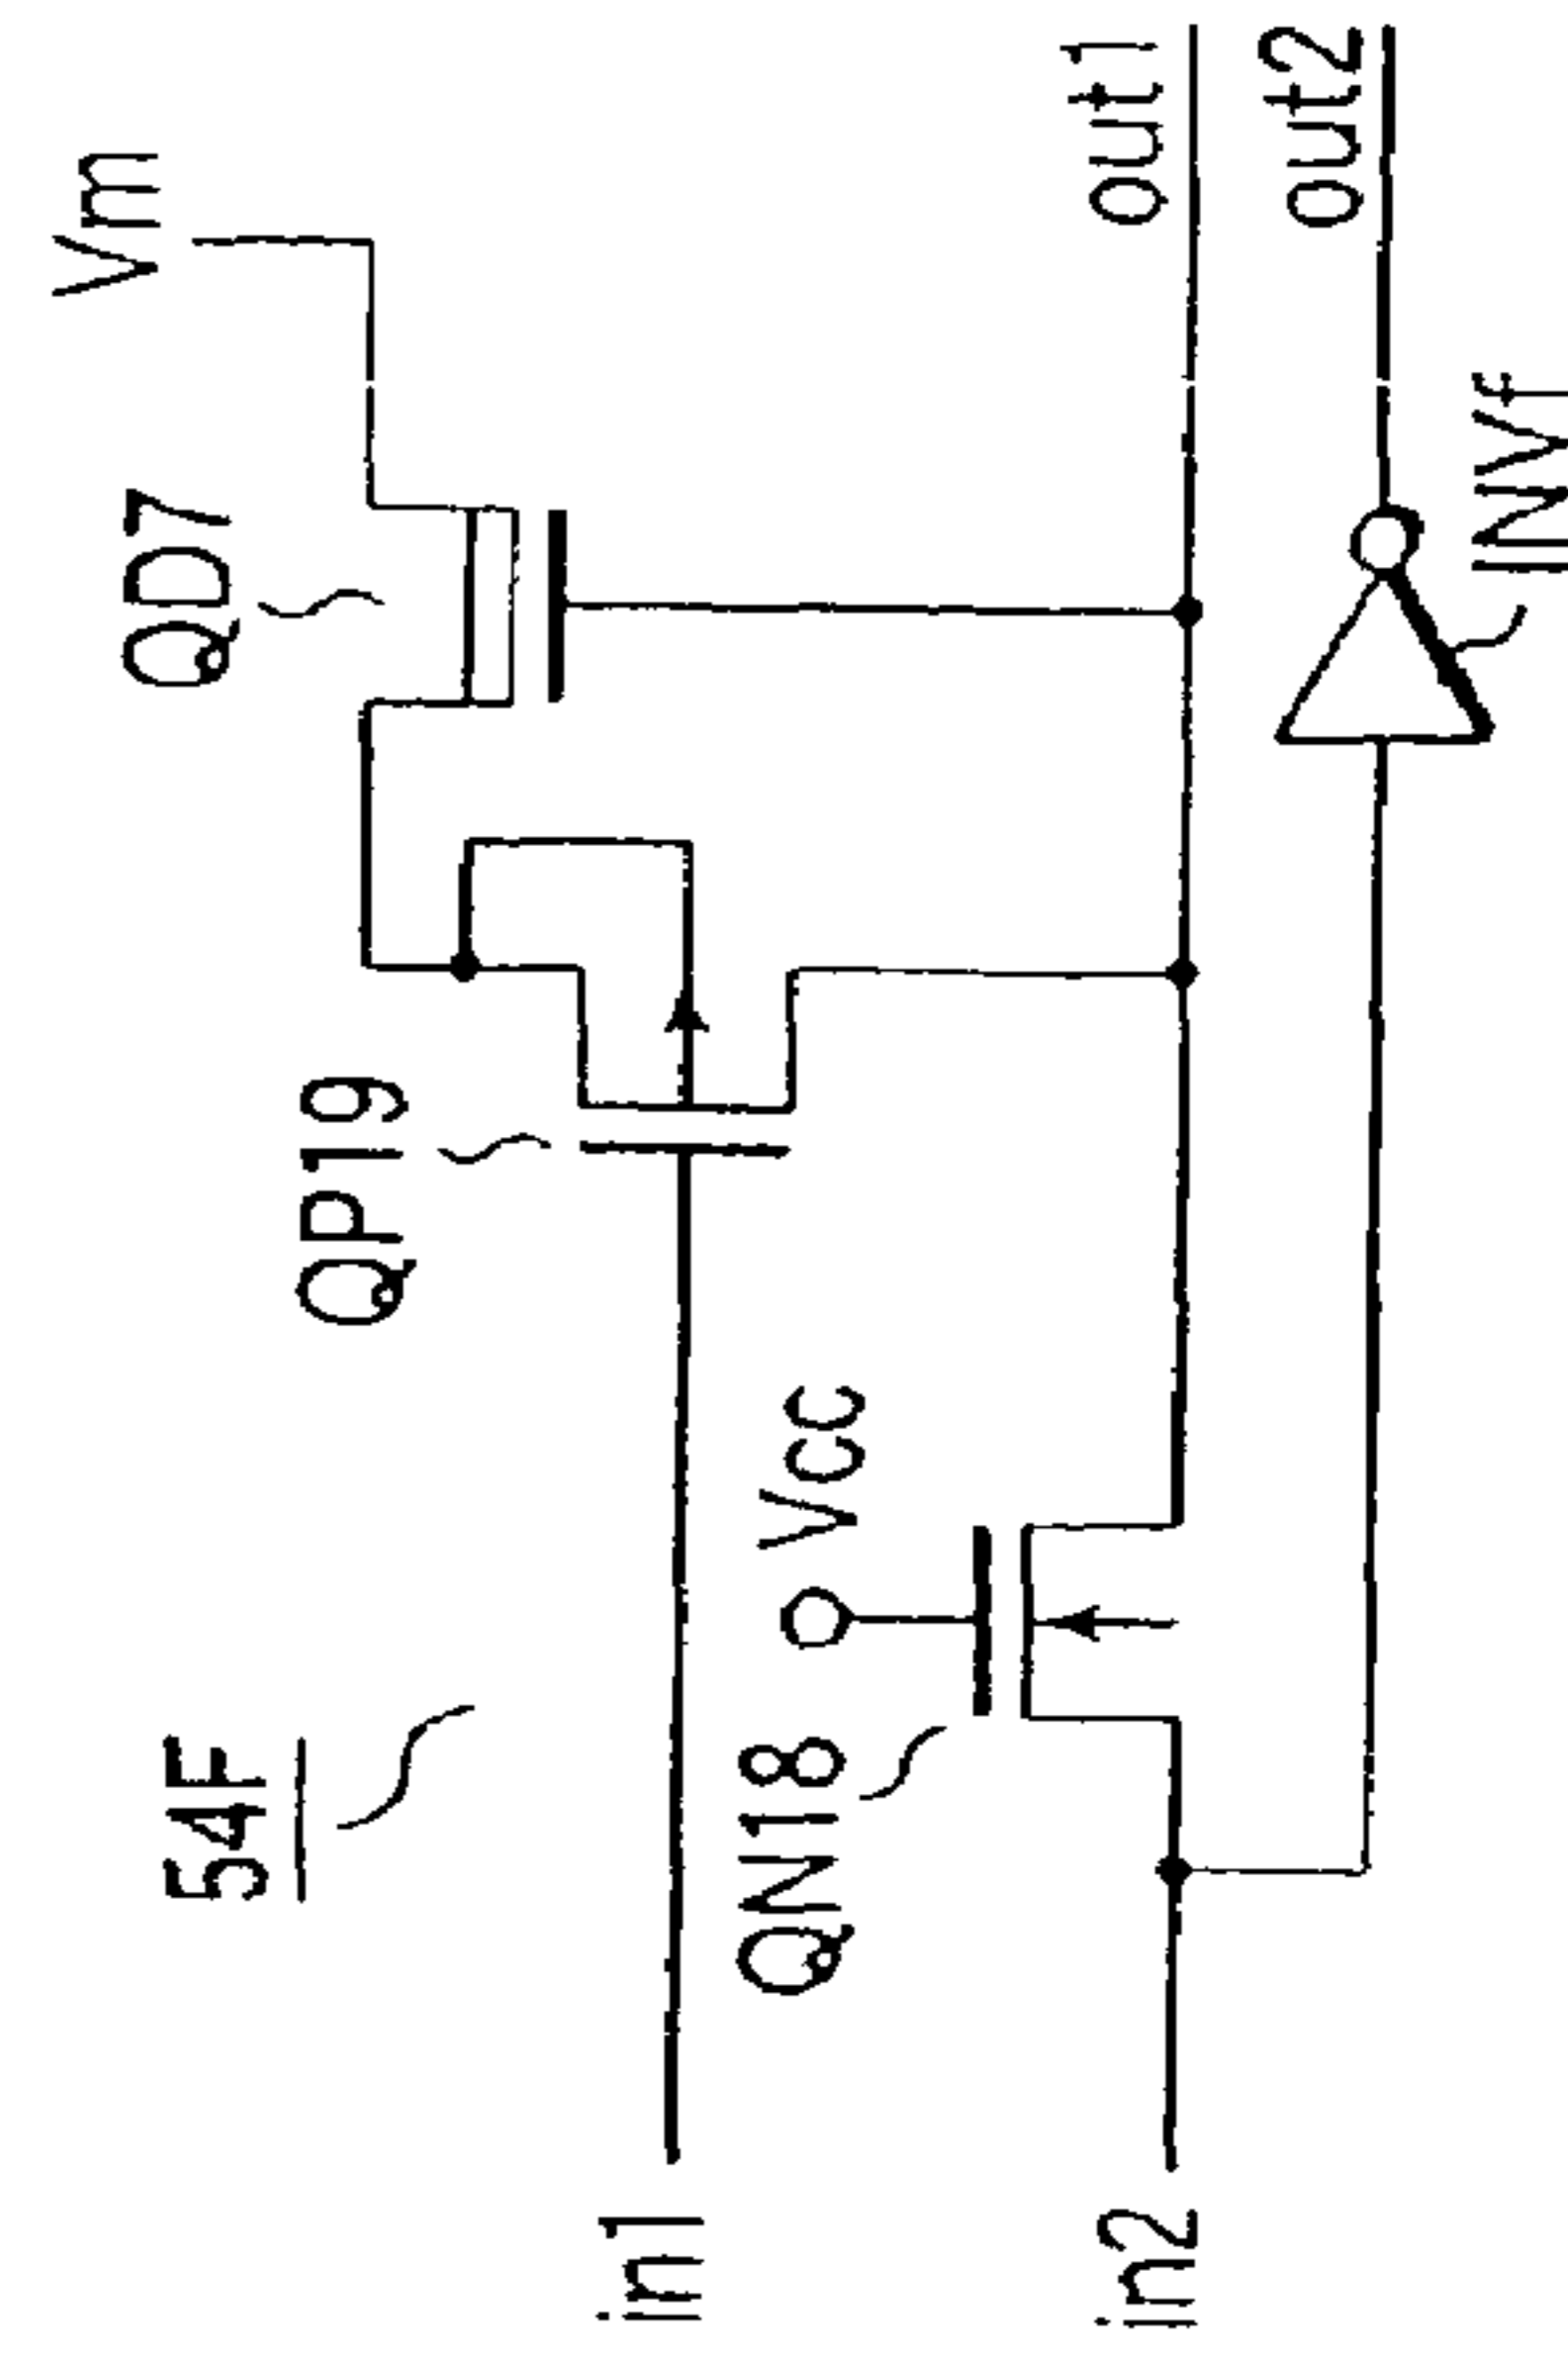 54F
Vm
QD7
QP19
in1
Vcc
QN18
in2
out1
out2
INVf